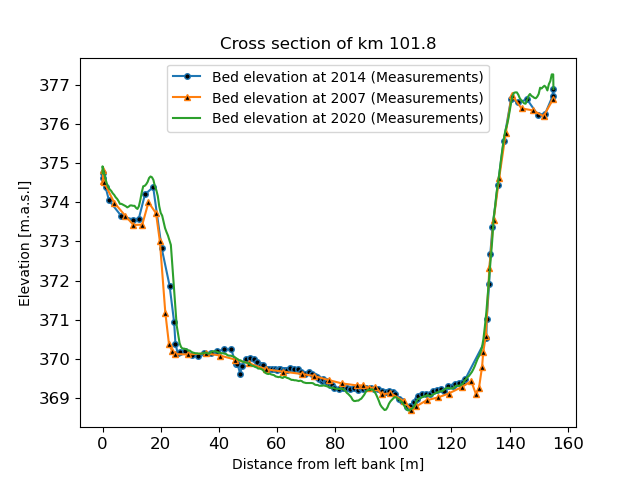 Cross section of km 101.8
Bed elevation at 2014 (Measurements)
Bed elevation at 2007 (Measurements)
Bed elevation at 2020 (Measurements)
Elevation [m.a.s.l]
377
376
375
374
373
372
371
370
369
0 20 40 60 80 100 120 140 160
Distance from left bank [m]